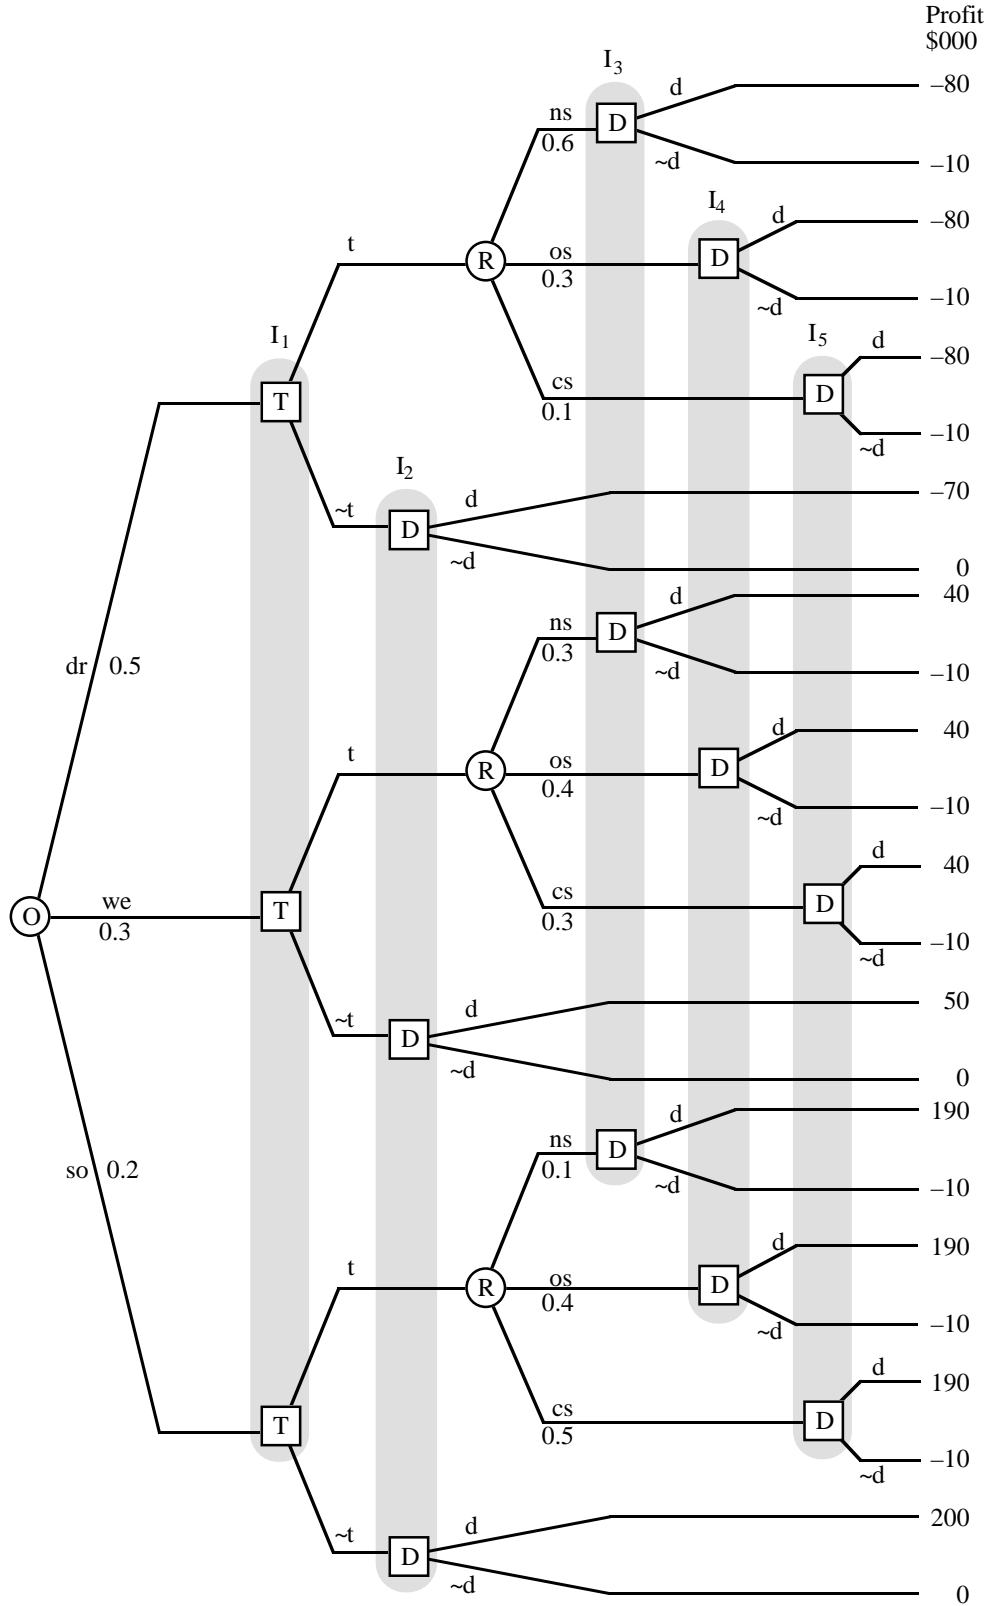 Profit
$000
I3
d
–80
ns
D
0.6
~d
–10
I4
d
–80
t
os
R
D
0.3
~d
–10
I1
I5
d
–80
cs
T
D
0.1
–10
~d
I2
d
–70
~t
D
~d
0
d
40
ns
D
0.3
dr
0.5
~d
–10
d
40
t
os
R
D
0.4
~d
–10
d
40
cs
we
O
T
D
0.3
0.3
–10
~d
d
50
~t
D
~d
0
d
190
ns
D
so
0.2
0.1
~d
–10
d
190
t
os
R
D
0.4
~d
–10
d
190
cs
T
D
0.5
–10
~d
d
200
~t
D
~d
0